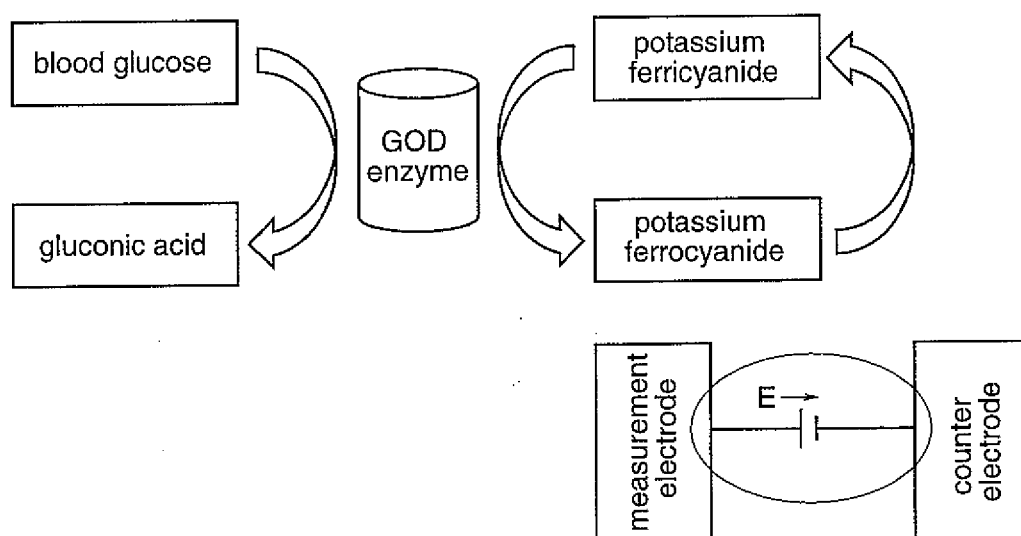 blood glucose
GOD
enzyme
potassium
ferricyanide
gluconic acid
potassium
ferrocyanide
measurement
electrode
E
counter
electrode